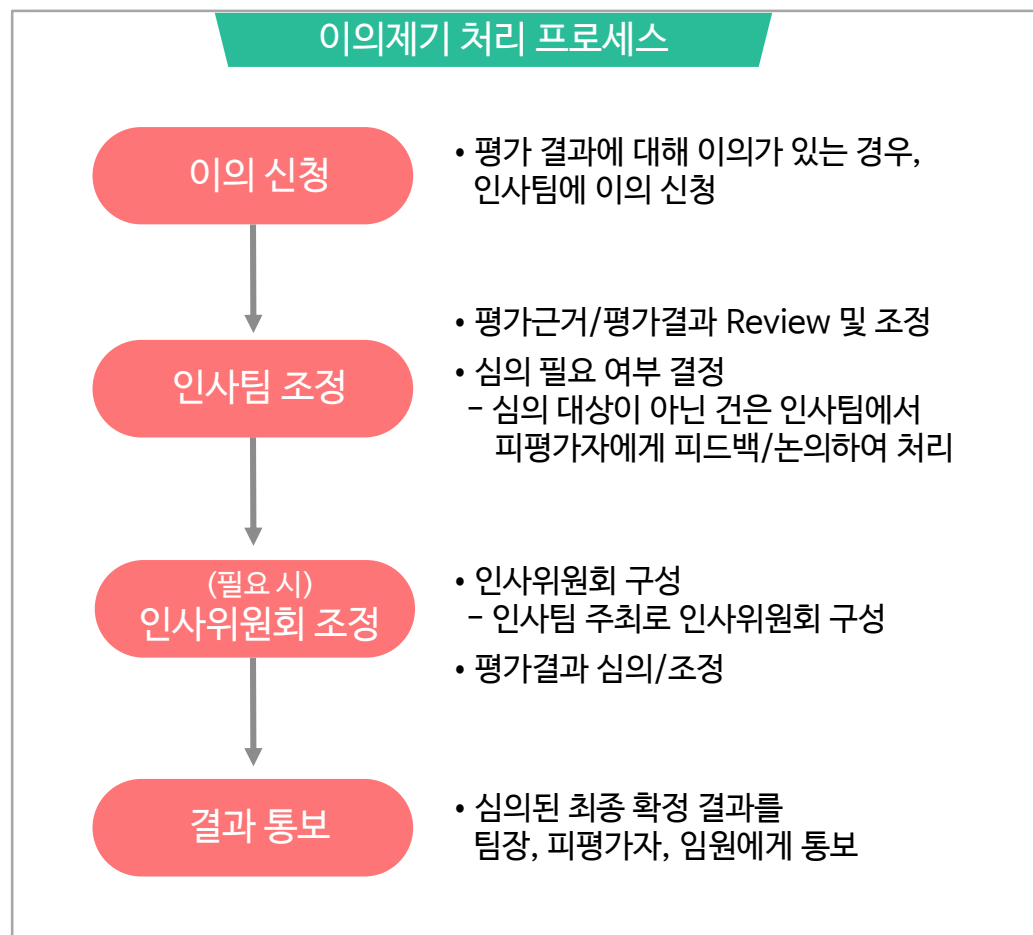 이의제기 처리 프로세스
이의 신청
• 평가 결과에 대해 이의가 있는 경우,
인사팀에 이의 신청
인사팀 조정
• 평가근거/평가결과 Review 및 조정
• 심의 필요 여부 결정
- 심의 대상이 아닌 건은 인사팀에서
피평가자에게 피드백/논의하여 처리
(필요 시)
인사위원회 조정
• 인사위원회 구성
- 인사팀 주최로 인사위원회 구성
• 평가결과 심의/조정
결과 통보
• 심의된 최종 확정 결과를
팀장, 피평가자, 임원에게 통보